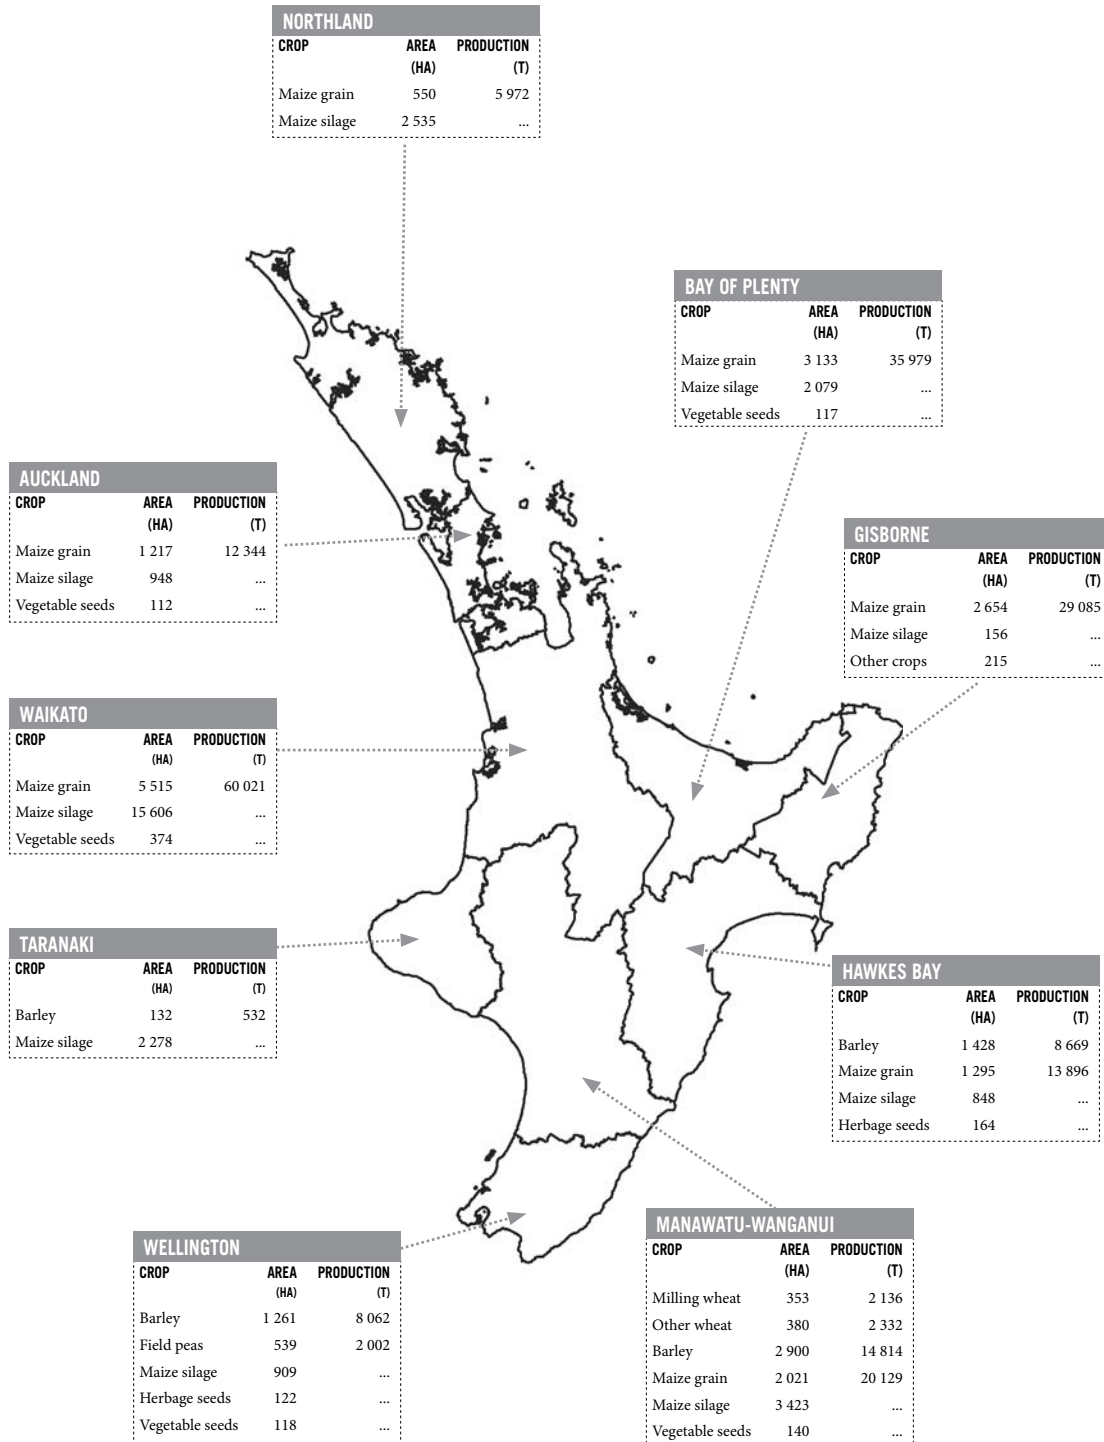 NORTHLAND
CROP AREA PRODUCTION
(HA) (T)
Maize grain 550 5 972
Maize silage 2 535 ...
BAY OF PLENTY
CROP AREA PRODUCTION
(HA) (T)
Maize grain 3 133 35 979
Maize silage 2 079 ...
Vegetable seeds 117 ...
AUCKLAND
CROP AREA PRODUCTION
(HA) (T)
Maize grain 1 217 12 344
Maize silage 948 ...
Vegetable seeds 112 ...
GISBORNE
CROP AREA PRODUCTION
(HA) (T)
Maize grain 2 654 29 085
Maize silage 156 ...
Other crops 215 ...
WAIKATO
CROP AREA PRODUCTION
(HA) (T)
Maize grain 5 515 60 021
Maize silage 15 606 ...
Vegetable seeds 374 ...
TARANAKI
CROP AREA PRODUCTION
(HA) (T)
Barley 132 532
Maize silage 2 278 ...
HAWKES BAY
CROP AREA PRODUCTION
(HA) (T)
Barley 1 428 8 669
Maize grain 1 295 13 896
Maize silage 848 ...
Herbage seeds 164 ...
WELLINGTON
CROP AREA PRODUCTION
(HA) (T)
Barley 1 261 8 062
Field peas 539 2 002
Maize silage 909 ...
Herbage seeds 122 ...
Vegetable seeds 118 ...
MANAWATU-WANGANUI
CROP AREA PRODUCTION
(HA) (T)
Milling wheat 353 2 136
Other wheat 380 2 332
Barley 2 900 14 814
Maize grain 2 021 20 129
Maize silage 3 423 ...
Vegetable seeds 140 ...